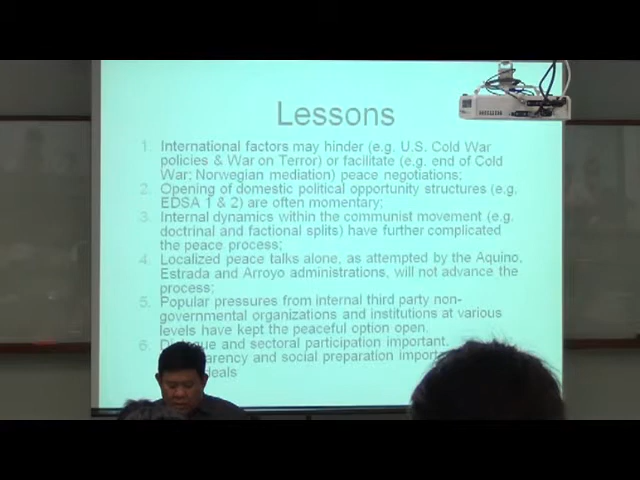 Lessons
1. International factors may hinder (e.g. U.S. Cold War
policies & War on Terror) or facilitate (e.g. end of Cold
War; Norwegian mediation) peace negotiations;
2. Opening of domestic political opportunity structures (e.g.
EDSA 1 & 2) are often momentary;
3. Internal dynamics within the communist movement (e.g.
doctrinal and factional splits) have further complicated
the peace process;
4. Localized peace talks alone, as attempted by the Aquino,
Estrada and Arroyo administrations, will not advance the
process;
5. Popular pressures from internal third party non-
governmental organizations and institutions at various
levels have kept the peaceful option open.
6. and sectoral participation important.
and social preparation